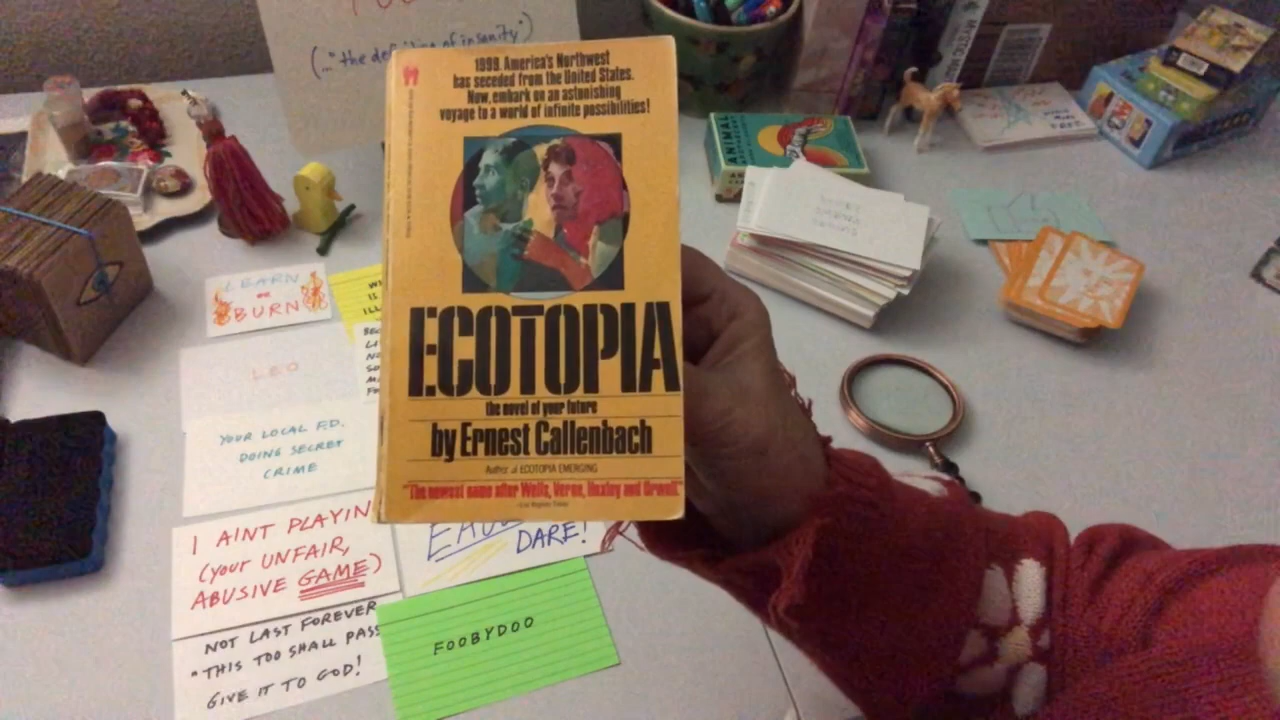 ("the of insanity")
1999. America's Northwest
has seceded from the United States.
Now, embark on an astonishing
voyage to a world of infinite possibilities!
ECOTOPIA
the novel of your future
by Ernest Callenbach
Author of ECOTOPIA EMERGING
"The newest name after Wells, Verne, Huxley and Orwell"
ANIMAL
MYSTIC
LEARN
OR
BURN
LEO
YOUR LOCAL F.D.
DOING SECRET
CRIME
I AINT PLAYIN
(YOUR UNFAIR,
ABUSIVE GAME)
DARE!
NOT LAST FOREVER
"THIS TOO SHALL PASS
GIVE IT TO GOD!
FOOBYDOO